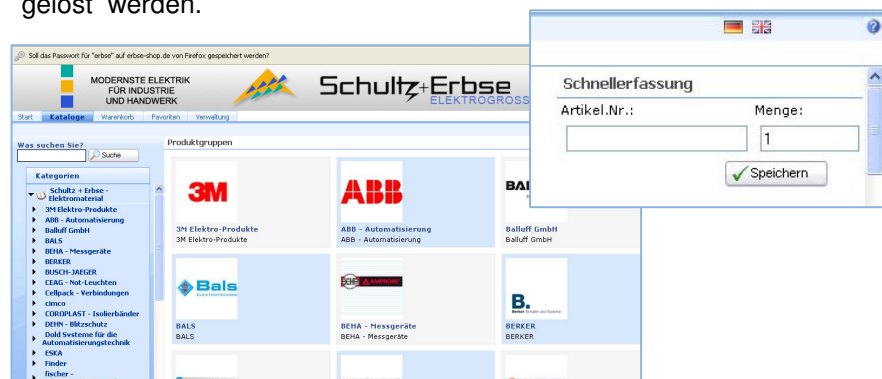 gelöst werden.
Soll das Passwort für "erbse" auf erbse-shop.de von Firefox gespeichert werden?
MODERNSTE ELEKTRIK
FÜR INDUSTRIE
UND HANDWERK
Schultz+Erbse
ELEKTROGROSS
Start Kataloge Warenkorb Favoriten Verwaltung
Was suchen Sie?
Suche
Kategorien
Schultz + Erbse -
Elektromaterial
3M Elektro-Produkte
ABB - Automatisierung
Balluff GmbH
BALS
BEHA - Messgeräte
BERKER
BUSCH-JAEGER
CEAG - Not-Leuchten
Cellpack - Verbindungen
cimco
COROPLAST - Isolierbänder
DEHN - Blitzschutz
Dold Systeme für die
Automatisierungstechnik
ESKA
Finder
fischer -
Produktgruppen
3M
3M Elektro-Produkte
3M Elektro-Produkte
ABB
ABB - Automatisierung
ABB - Automatisierung
Balluff GmbH
Balluff GmbH
Bals
BALS
BALS
BEHA AMPROBE
BEHA - Messgeräte
BEHA - Messgeräte
B.
BERKER
BERKER
Schnellerfassung
Artikel.Nr.: Menge:
1
Speichern